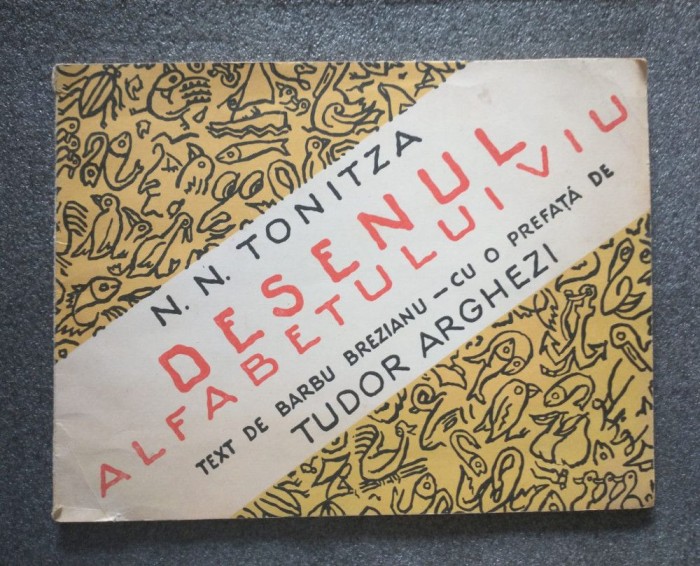 N. N. TONITZA
DESENUL
ALFABETULUI VIU
TEXT DE BARBU BREZIANU — CU O PREFAȚĂ DE
TUDOR ARGHEZI